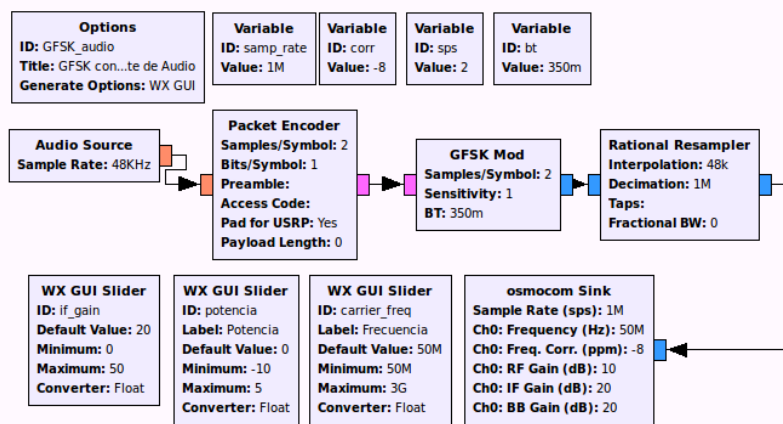 Options
ID: GFSK_audio
Title: GFSK con...te de Audio
Generate Options: WX GUI
Variable
ID: samp_rate
Value: 1M
Variable
ID: corr
Value: -8
Variable
ID: sps
Value: 2
Variable
ID: bt
Value: 350m
Audio Source
Sample Rate: 48KHz
Packet Encoder
Samples/Symbol: 2
Bits/Symbol: 1
Preamble:
Access Code:
Pad for USRP: Yes
Payload Length: 0
GFSK Mod
Samples/Symbol: 2
Sensitivity: 1
BT: 350m
Rational Resampler
Interpolation: 48k
Decimation: 1M
Taps:
Fractional BW: 0
WX GUI Slider
ID: if_gain
Default Value: 20
Minimum: 0
Maximum: 50
Converter: Float
WX GUI Slider
ID: potencia
Label: Potencia
Default Value: 0
Minimum: -10
Maximum: 5
Converter: Float
WX GUI Slider
ID: carrier_freq
Label: Frecuencia
Default Value: 50M
Minimum: 50M
Maximum: 3G
Converter: Float
osmocom Sink
Sample Rate (sps): 1M
Ch0: Frequency (Hz): 50M
Ch0: Freq. Corr. (ppm): -8
Ch0: RF Gain (dB): 10
Ch0: IF Gain (dB): 20
Ch0: BB Gain (dB): 20